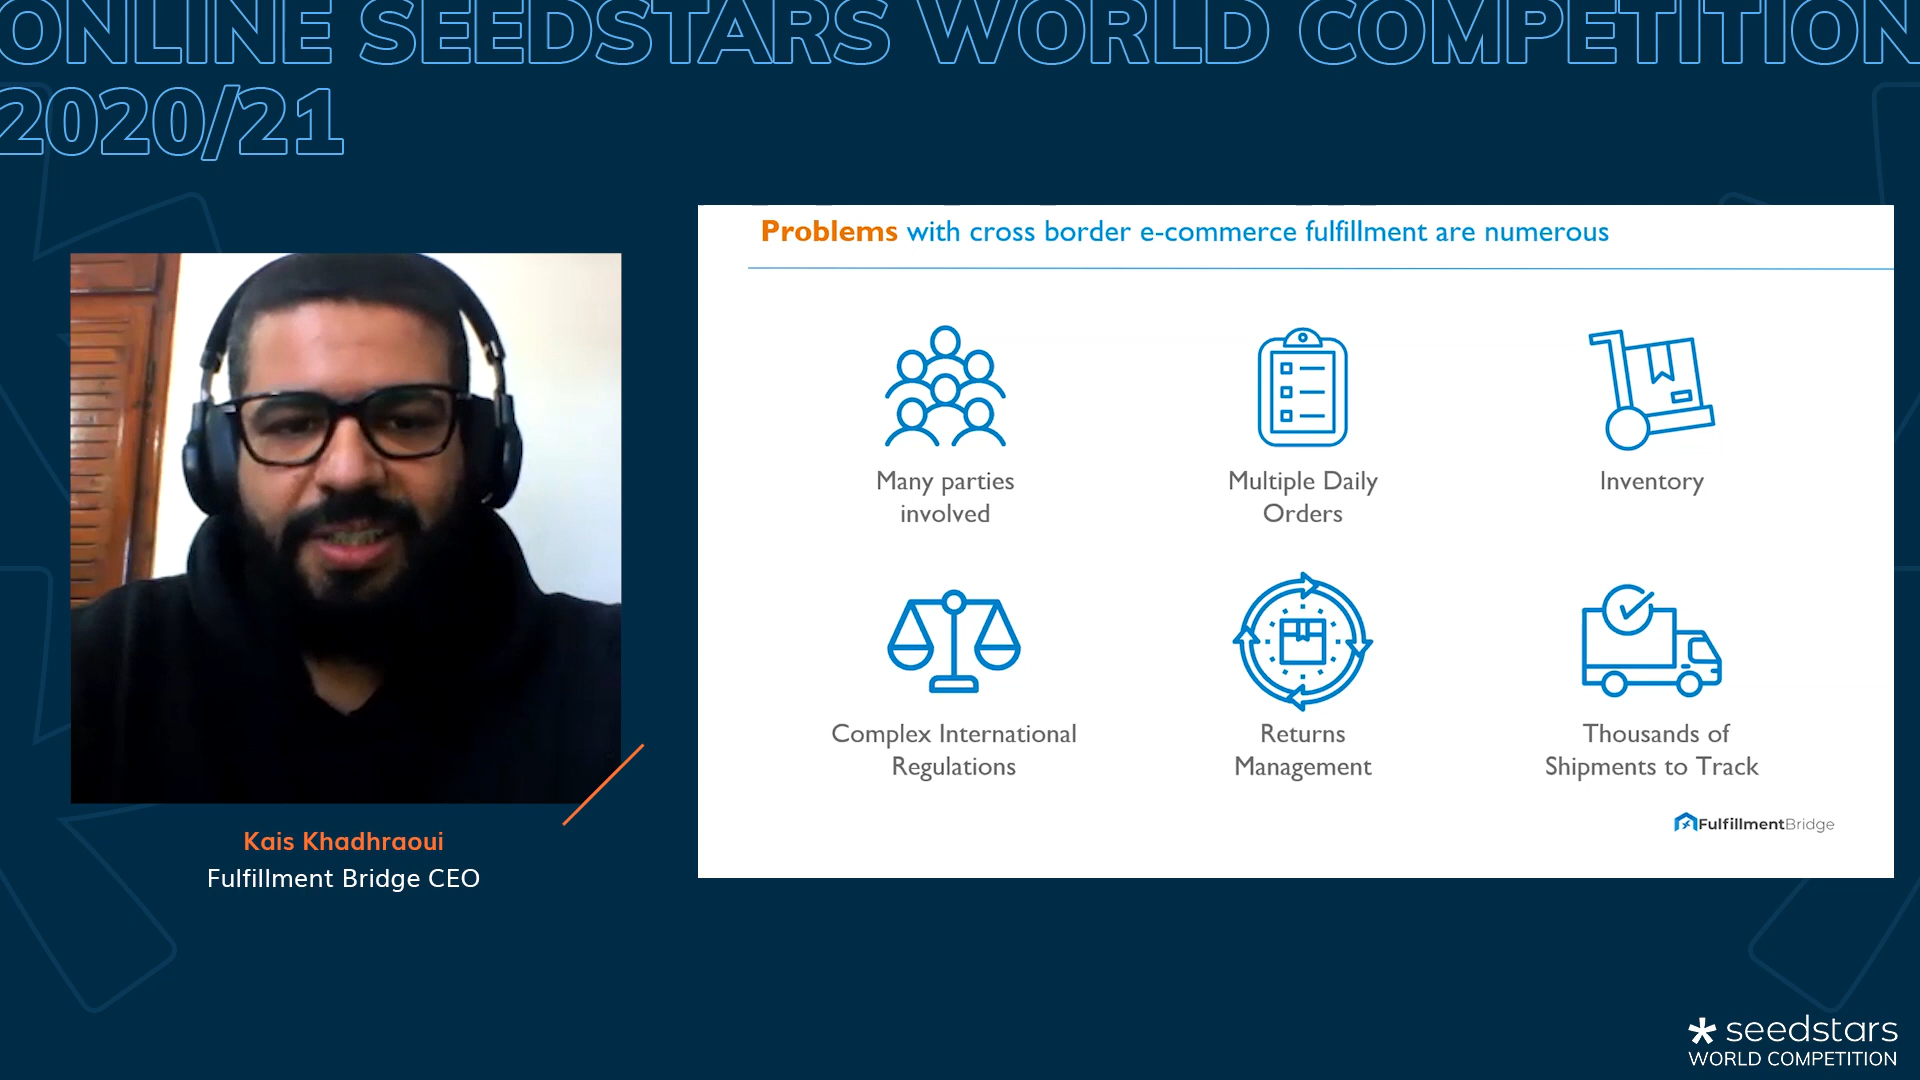 ONLINE SEEDSTARS WORLD COMPETITION
2020/21
Problems with cross border e-commerce fulfillment are numerous
Many parties
involved
Multiple Daily
Orders
Inventory
Complex International
Regulations
Returns
Management
Thousands of
Shipments to Track
FulfillmentBridge
Kais Khadhraoui
Fulfillment Bridge CEO
seedstars
WORLD COMPETITION